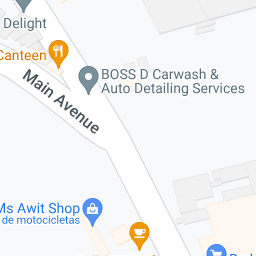 Delight
Canteen
BOSS D Carwash &
Auto Detailing Services
Main Avenue
Ms Awit Shop
de motocicletas